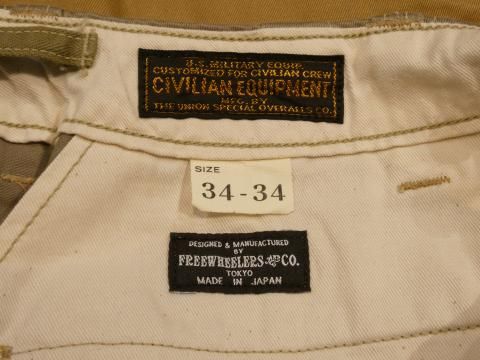 U.S. MILITARY EQUIP.
CUSTOMIZED FOR CIVILIAN CREW
CIVILIAN EQUIPMENT
MFG. BY
THE UNION SPECIAL OVERALLS CO.
SIZE
34-34
DESIGNED & MANUFACTURED
BY
FREEWHEELERS AND CO.
TOKYO
MADE IN JAPAN